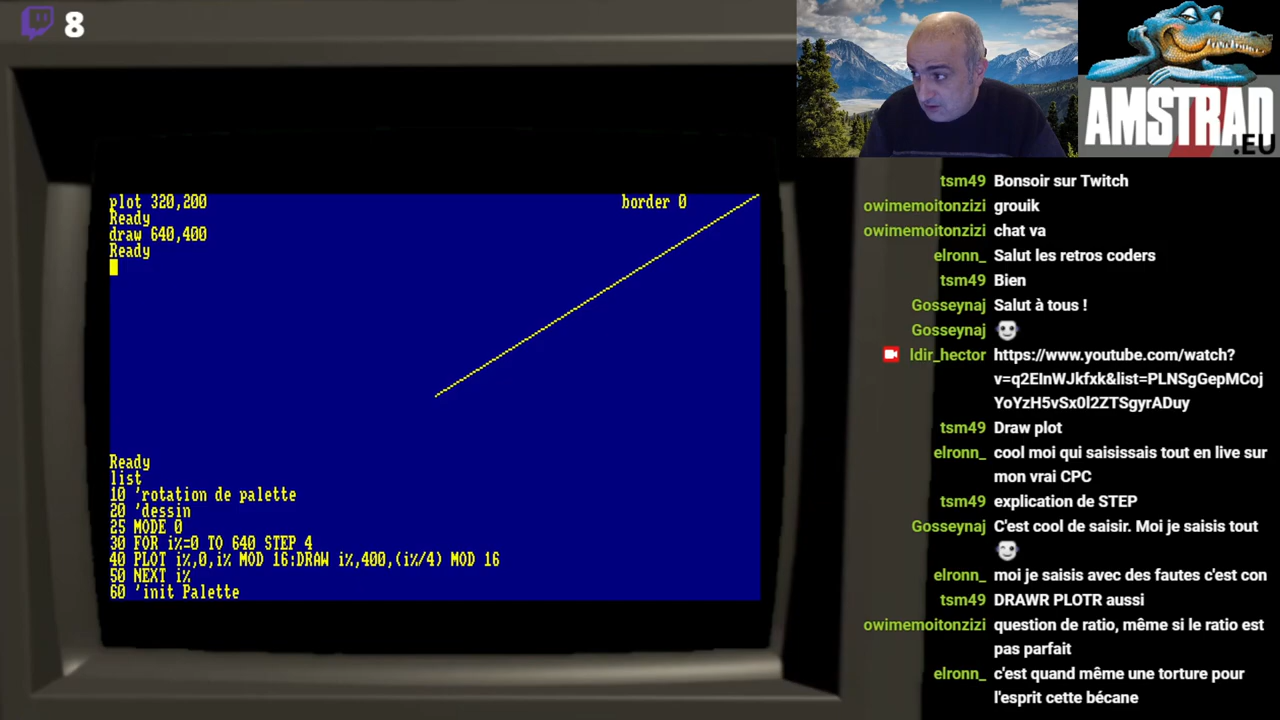 8
plot 320,200
border 0
Ready
draw 640,400
Ready
Ready
list
10 'rotation de palette
20 'dessin
25 MODE 0
30 FOR i%=0 TO 640 STEP 4
40 PLOT i%,0,i% MOD 16:DRAW i%,400,(i%/4) MOD 16
50 NEXT i%
60 'init Palette
AMSTRAD
.EU
tsm49 Bonsoir sur Twitch
owimemoitonzizi grouik
owimemoitonzizi chat va
elronn_ Salut les retros coders
tsm49 Bien
Gosseynaj Salut à tous !
Gosseynaj
ldir_hector https://www.youtube.com/watch?
v=q2EInWJkfxk&list=PLNSgGepMCoj
YoYzH5vSx0l2ZTSgyrADuy
tsm49 Draw plot
elronn_ cool moi qui saisissais tout en live sur
mon vrai CPC
tsm49 explication de STEP
Gosseynaj C'est cool de saisir. Moi je saisis tout
elronn_ moi je saisis avec des fautes c'est con
tsm49 DRAWR PLOTR aussi
owimemoitonzizi question de ratio, même si le ratio est
pas parfait
elronn_ c'est quand même une torture pour
l'esprit cette bécane